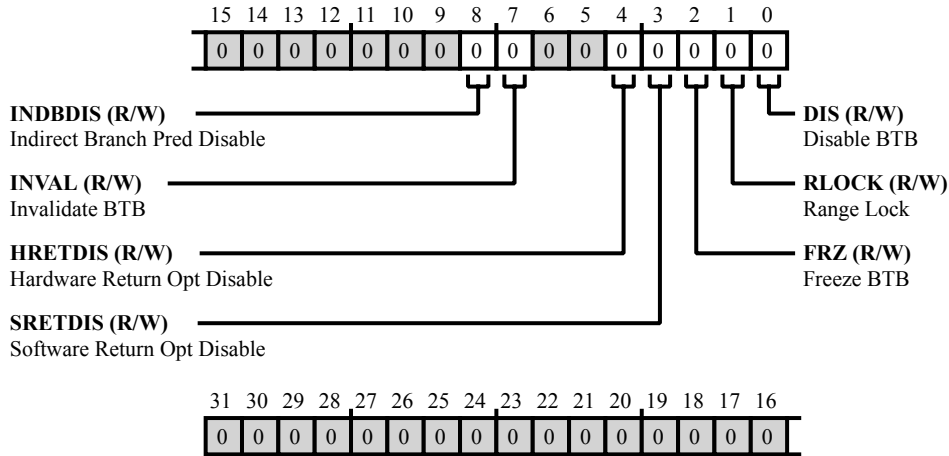 15 14 13 12 11 10 9 8 7 6 5 4 3 2 1 0
0 0 0 0 0 0 0 0 0 0 0 0 0 0 0 0
INDBDIS (R/W)
Indirect Branch Pred Disable
DIS (R/W)
Disable BTB
INVAL (R/W)
Invalidate BTB
RLOCK (R/W)
Range Lock
HRETDIS (R/W)
Hardware Return Opt Disable
FRZ (R/W)
Freeze BTB
SRETDIS (R/W)
Software Return Opt Disable
31 30 29 28 27 26 25 24 23 22 21 20 19 18 17 16
0 0 0 0 0 0 0 0 0 0 0 0 0 0 0 0